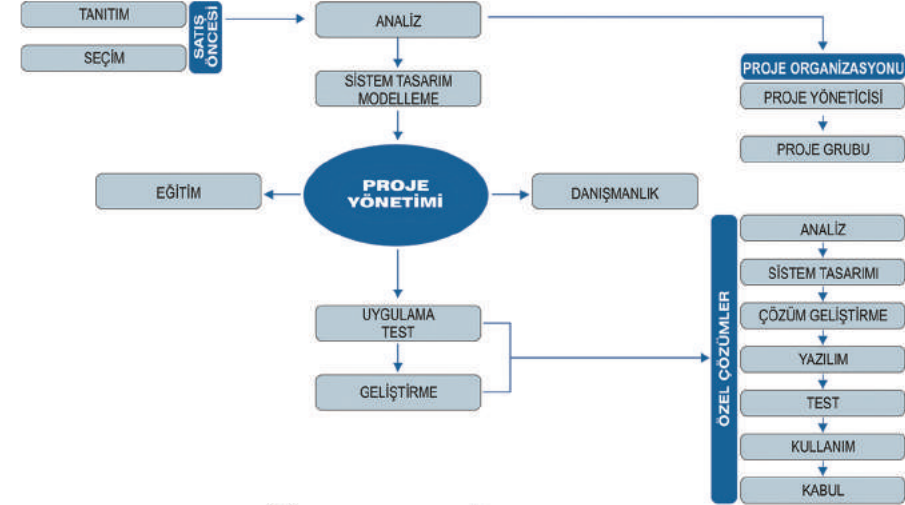 TANITIM
SEÇİM
SATIŞ
ÖNCESİ
ANALİZ
SİSTEM TASARIM
MODELLEME
PROJE ORGANIZASYONU
PROJE YÖNETİCİSİ
PROJE GRUBU
EĞİTİM
PROJE
YÖNETİMİ
DANIŞMANLIK
UYGULAMA
TEST
GELİŞTİRME
ÖZEL ÇÖZÜMLER
ANALİZ
SİSTEM TASARIMI
ÇÖZÜM GELİŞTİRME
YAZILIM
TEST
KULLANIM
KABUL